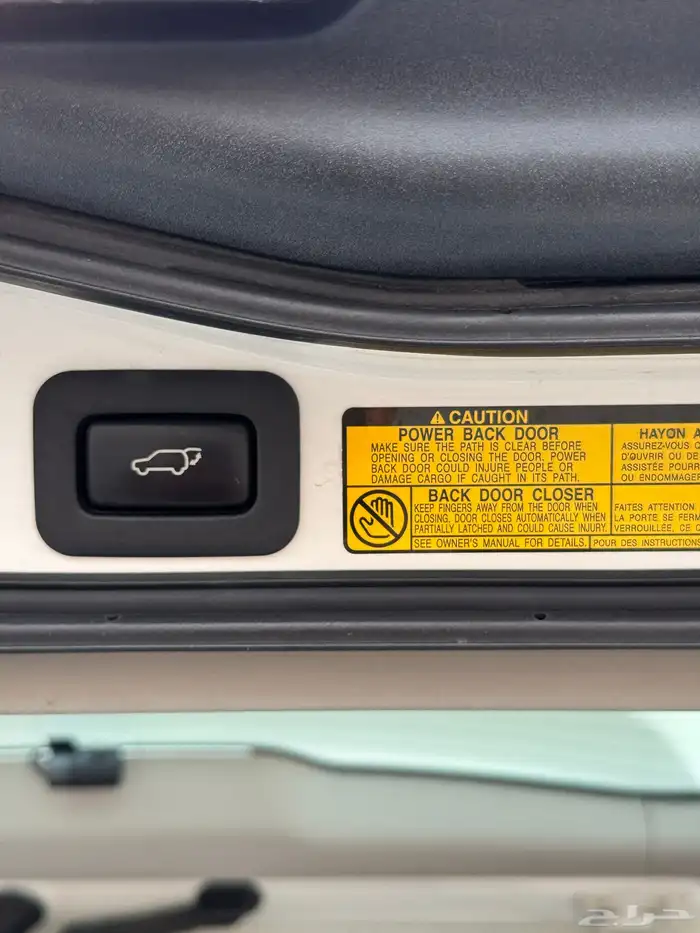 CAUTION
POWER BACK DOOR
MAKE SURE THE PATH IS CLEAR BEFORE
OPENING OR CLOSING THE DOOR. POWER
BACK DOOR COULD INJURE PEOPLE OR
DAMAGE CARGO IF CAUGHT IN ITS PATH.
BACK DOOR CLOSER
KEEP FINGERS AWAY FROM THE DOOR WHEN
CLOSING. DOOR CLOSES AUTOMATICALLY WHEN
PARTIALLY LATCHED AND COULD CAUSE INJURY.
SEE OWNER'S MANUAL FOR DETAILS.
HAYON A
ASSUREZ-VOUS Q
D'OUVRIR OU DE
ASSISTÉE POURR
OU ENDOMMAGER
FAITES ATTENTION
LA PORTE SE FERM
VERROUILLÉE. CE
POUR DES INSTRUCTIONS
حراج